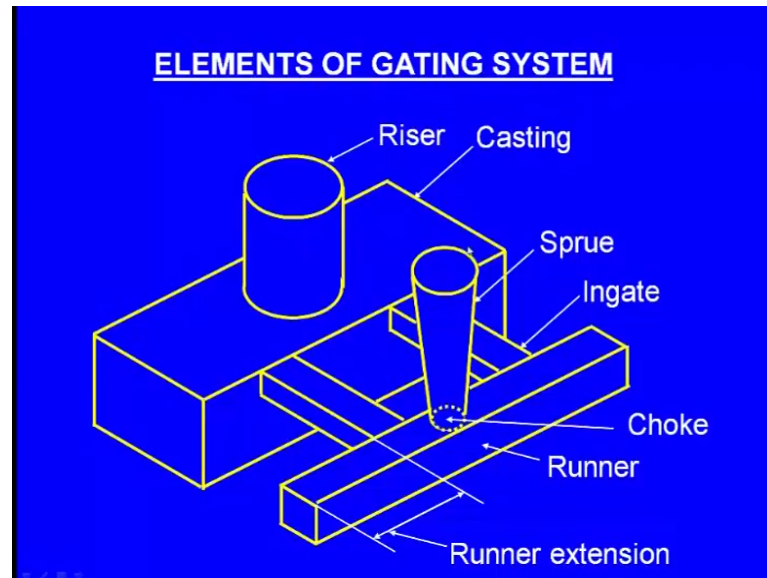 ELEMENTS OF GATING SYSTEM
Riser
Casting
Sprue
Ingate
Choke
Runner
Runner extension